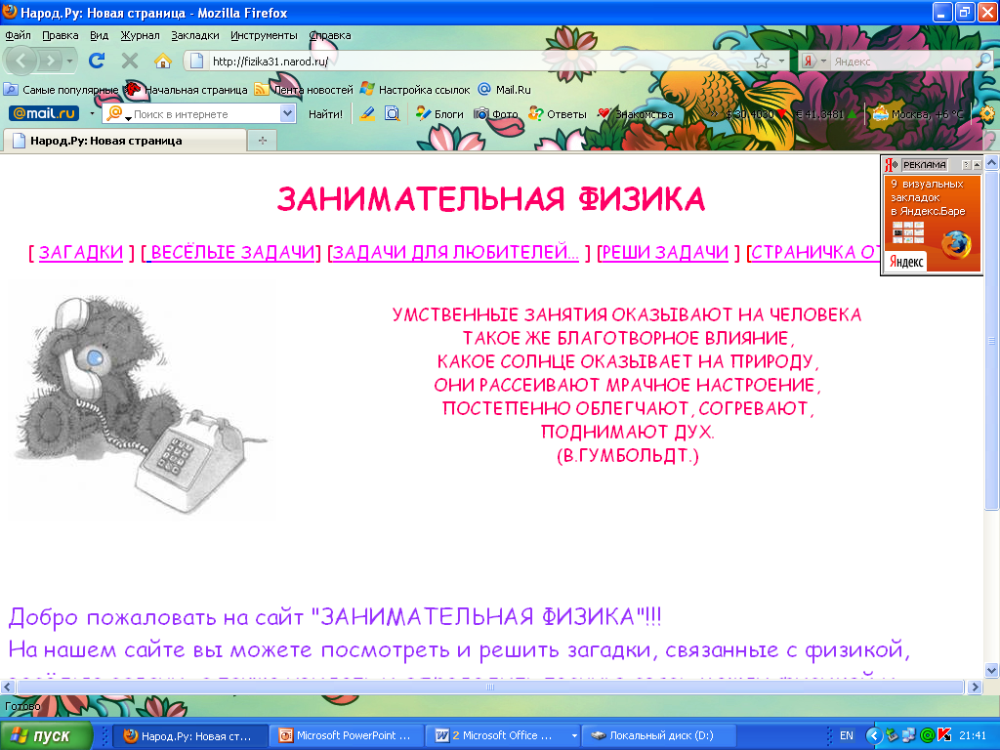 Народ.Ру: Новая страница - Mozilla Firefox
Файл Правка Вид Журнал Закладки Инструменты Справка
http://fizika31.narod.ru/ Я Яндекс
Самые популярные Начальная страница Лента новостей Настройка ссылок Mail.Ru
@mail.ru Поиск в интернете Найти! Блоги Фото Ответы Знакомства » $ 30.4030 € 41.3481 Москва, +6 °C
Народ.Ру: Новая страница
ЯФ РЕКЛАМА ?
9 визуальных
закладок
в Яндекс.Баре
Яндекс
ЗАНИМАТЕЛЬНАЯ ФИЗИКА
[ ЗАГАДКИ ] [ ВЕСЁЛЫЕ ЗАДАЧИ] [ЗАДАЧИ ДЛЯ ЛЮБИТЕЛЕЙ... ] [РЕШИ ЗАДАЧИ ] [СТРАНИЧКА ОТ
УМСТВЕННЫЕ ЗАНЯТИЯ ОКАЗЫВАЮТ НА ЧЕЛОВЕКА
ТАКОЕ ЖЕ БЛАГОТВОРНОЕ ВЛИЯНИЕ,
КАКОЕ СОЛНЦЕ ОКАЗЫВАЕТ НА ПРИРОДУ,
ОНИ РАССЕИВАЮТ МРАЧНОЕ НАСТРОЕНИЕ,
ПОСТЕПЕННО ОБЛЕГЧАЮТ, СОГРЕВАЮТ,
ПОДНИМАЮТ ДУХ.
(В.ГУМБОЛЬДТ.)
Добро пожаловать на сайт "ЗАНИМАТЕЛЬНАЯ ФИЗИКА"!!!
На нашем сайте вы можете посмотреть и решить загадки, связанные с физикой,
Готово
пуск Народ.Ру: Новая ст... Microsoft PowerPoint ... 2 Microsoft Office ... Локальный диск (D:) EN 21:41